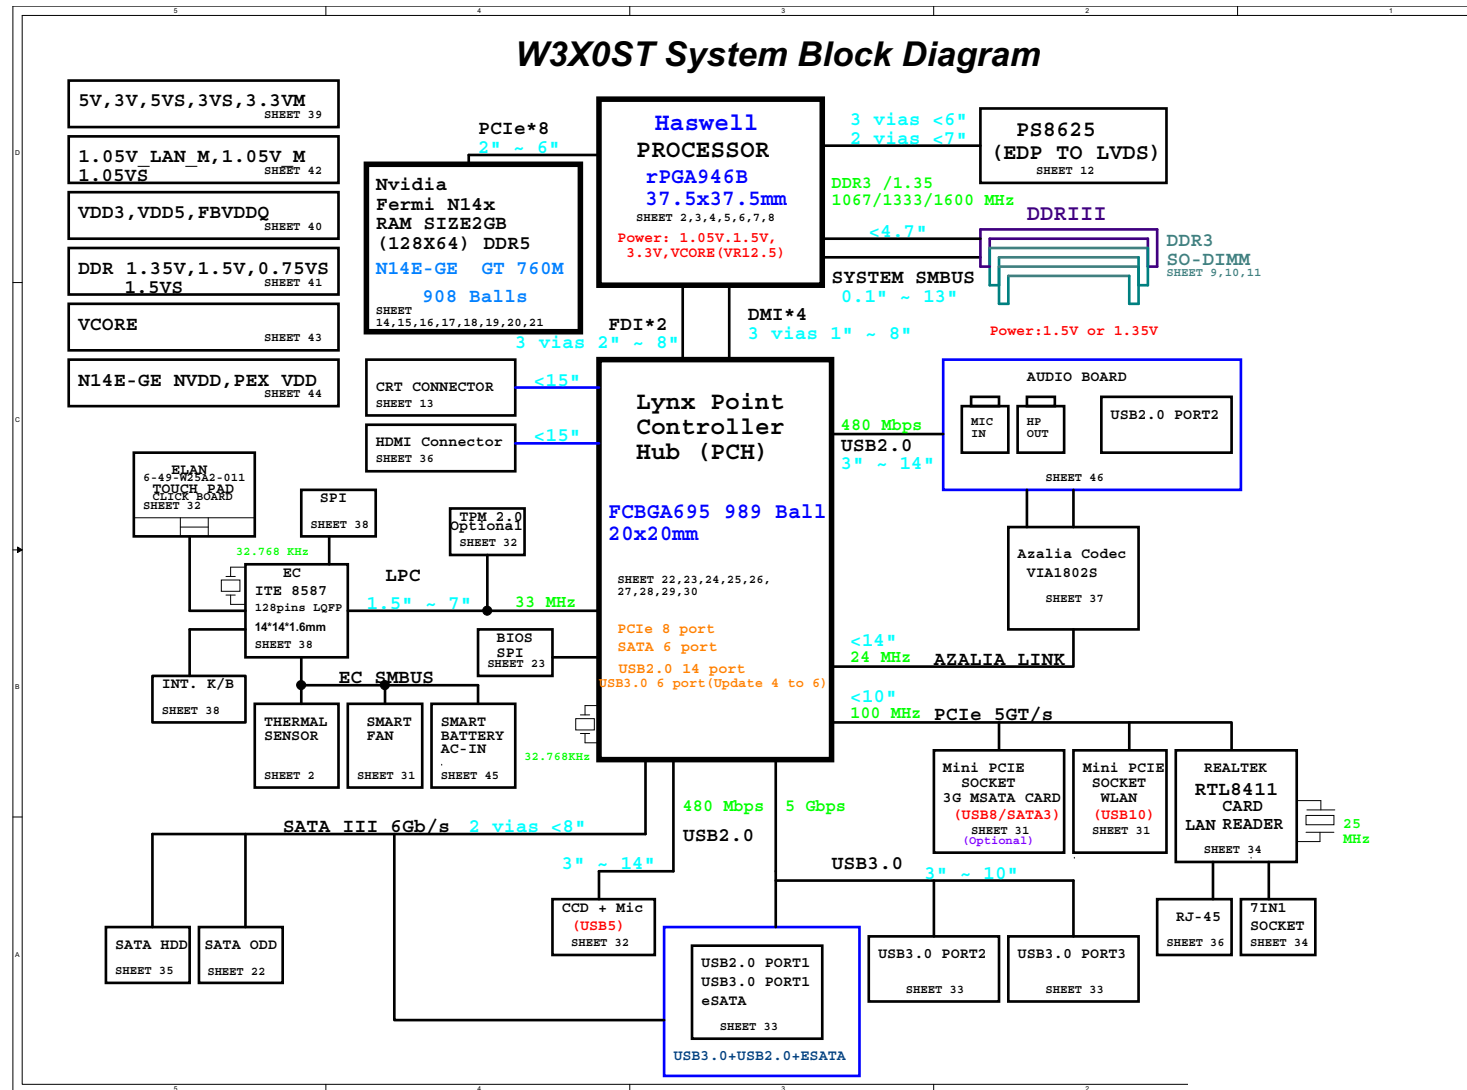 5
4
3
2
1
W3X0ST System Block Diagram
5V,3V,5VS,3VS,3.3VM
SHEET 39
1.05V_LAN_M,1.05V_M
1.05VS
SHEET 42
VDD3,VDD5,FBVDDQ
SHEET 40
DDR 1.35V,1.5V,0.75VS
1.5VS
SHEET 41
VCORE
SHEET 43
N14E-GE NVDD,PEX VDD
SHEET 44
PCIe*8
2" ~ 6"
Nvidia
Fermi N14x
RAM SIZE2GB
(128X64) DDR5
N14E-GE GT 760M
908 Balls
SHEET
14,15,16,17,18,19,20,21
Haswell
PROCESSOR
rPGA946B
37.5x37.5mm
SHEET 2,3,4,5,6,7,8
Power: 1.05V.1.5V,
3.3V,VCORE(VR12.5)
3 vias <6"
2 vias <7"
PS8625
(EDP TO LVDS)
SHEET 12
DDR3 /1.35
1067/1333/1600 MHz
DDRIII
<4.7"
DDR3
SO-DIMM
SHEET 9,10,11
SYSTEM SMBUS
0.1" ~ 13"
Power:1.5V or 1.35V
FDI*2
3 vias 2" ~ 8"
DMI*4
3 vias 1" ~ 8"
CRT CONNECTOR
SHEET 13
<15"
HDMI Connector
SHEET 36
<15"
Lynx Point
Controller
Hub (PCH)
FCBGA695 989 Ball
20x20mm
SHEET 22,23,24,25,26,
27,28,29,30
PCIe 8 port
SATA 6 port
USB2.0 14 port
USB3.0 6 port(Update 4 to 6)
480 Mbps
USB2.0
3" ~ 14"
AUDIO BOARD
MIC
IN
HP
OUT
USB2.0 PORT2
SHEET 46
Azalia Codec
VIA1802S
SHEET 37
<14"
24 MHz
AZALIA LINK
ELAN
6-49-W25A2-011
TOUCH PAD
CLICK BOARD
SHEET 32
SPI
SHEET 38
TPM 2.0
Optional
SHEET 32
32.768 KHz
EC
ITE 8587
128pins LQFP
14*14*1.6mm
SHEET 38
LPC
1.5" ~ 7"
33 MHz
BIOS
SPI
SHEET 23
INT. K/B
SHEET 38
EC SMBUS
THERMAL
SENSOR
SHEET 2
SMART
FAN
SHEET 31
SMART
BATTERY
AC-IN
SHEET 45
32.768KHz
<10"
100 MHz
PCIe 5GT/s
Mini PCIE
SOCKET
3G MSATA CARD
(USB8/SATA3)
SHEET 31
(Optional)
Mini PCIE
SOCKET
WLAN
(USB10)
SHEET 31
REALTEK
RTL8411
CARD
LAN READER
SHEET 34
25
MHz
RJ-45
SHEET 36
7IN1
SOCKET
SHEET 34
SATA III 6Gb/s
2 vias <8"
480 Mbps
USB2.0
5 Gbps
3" ~ 14"
USB3.0
3" ~ 10"
SATA HDD
SHEET 35
SATA ODD
SHEET 22
CCD + Mic
(USB5)
SHEET 32
USB2.0 PORT1
USB3.0 PORT1
eSATA
SHEET 33
USB3.0+USB2.0+ESATA
USB3.0 PORT2
SHEET 33
USB3.0 PORT3
SHEET 33
D
C
B
A
5
4
3
2